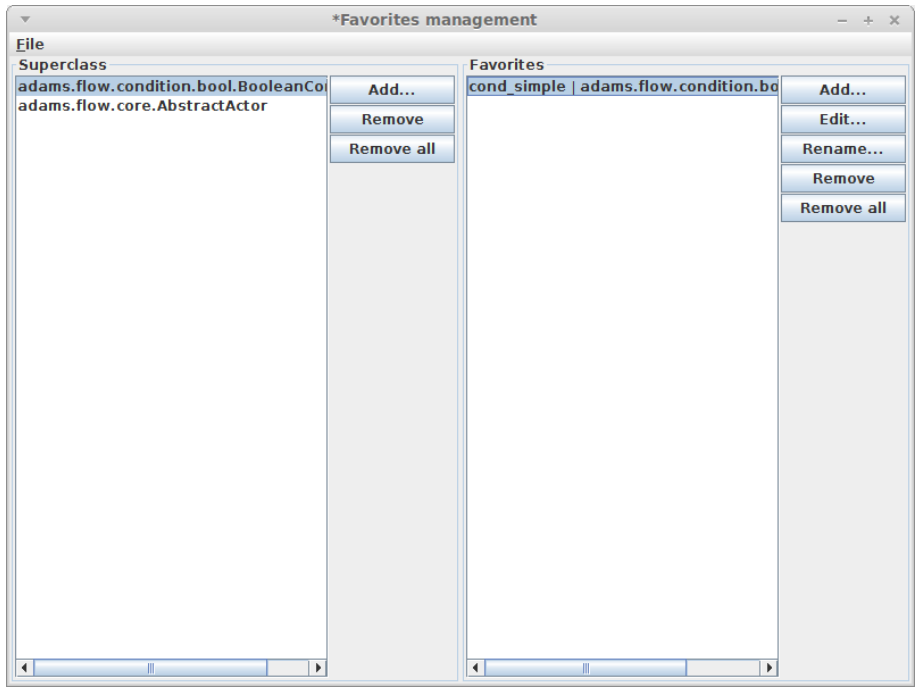 *Favorites management
File
Superclass
adams.flow.condition.bool.BooleanCo
adams.flow.core.AbstractActor
Add...
Remove
Remove all
Favorites
cond_simple | adams.flow.condition.bo
Add...
Edit...
Rename...
Remove
Remove all